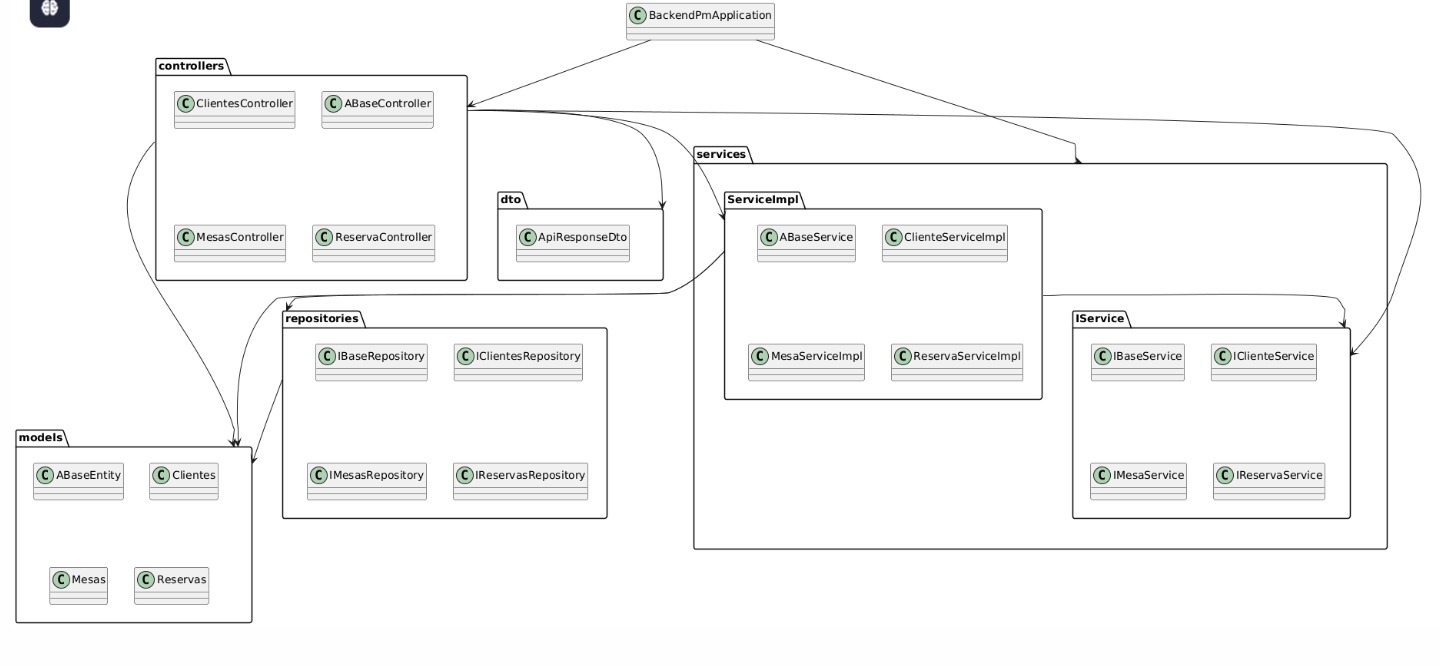 C BackendPmApplication
controllers
C ClientesController
C ABaseController
C MesasController
C ReservaController
dto
C ApiResponseDto
services
ServiceImpl
C ABaseService
C ClienteServiceImpl
C MesaServiceImpl
C ReservaServiceImpl
IService
C IBaseService
C IClienteService
C IMesaService
C IReservaService
repositories
C IBaseRepository
C IClientesRepository
C IMesasRepository
C IReservasRepository
models
C ABaseEntity
C Clientes
C Mesas
C Reservas